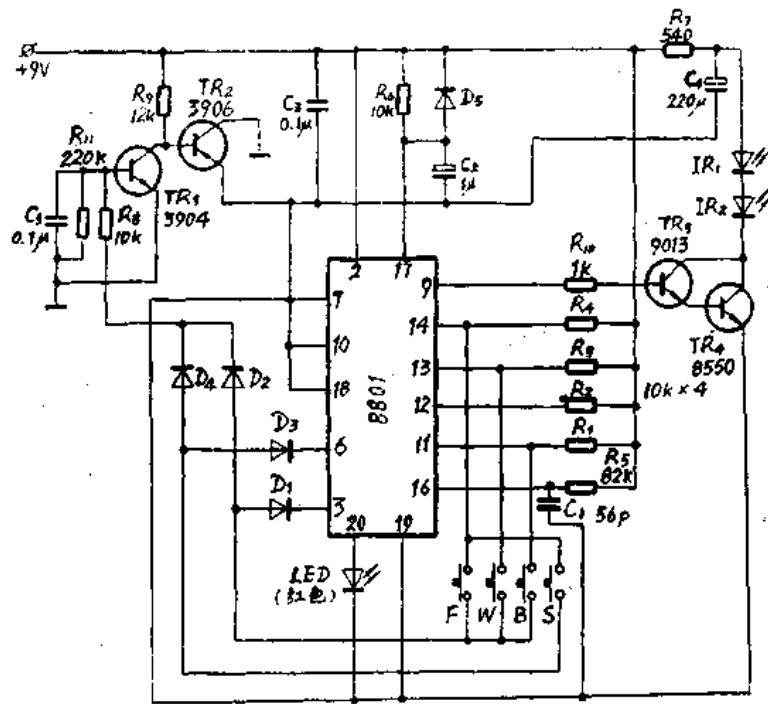 +9V
R9
12k
TR2
3906
R11
220k
TR1
3904
C3
0.1μ
R8
10k
C2
0.1μ
R6
10k
D5
1μ
R7
540
C4
220μ
IR1
IR2
TR3
9013
TR4
8550
R10
1k
R4
R3
R2
R1
10k×4
R5
82k
C1
56p
8801
2
17
9
14
13
12
11
16
10
18
6
3
20
19
D4
D2
D3
D1
LED
(红色)
F
W
B
S